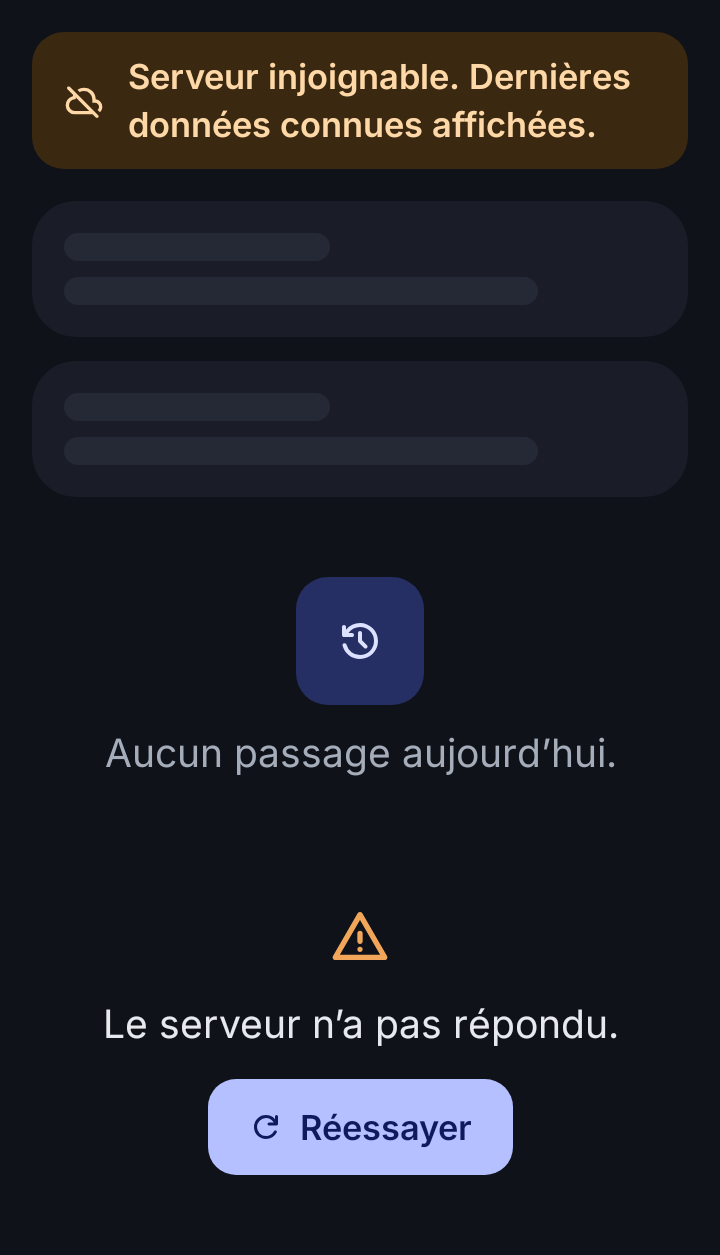 Serveur injoignable. Dernières
données connues affichées.
Aucun passage aujourd’hui.
Le serveur n’a pas répondu.
Réessayer